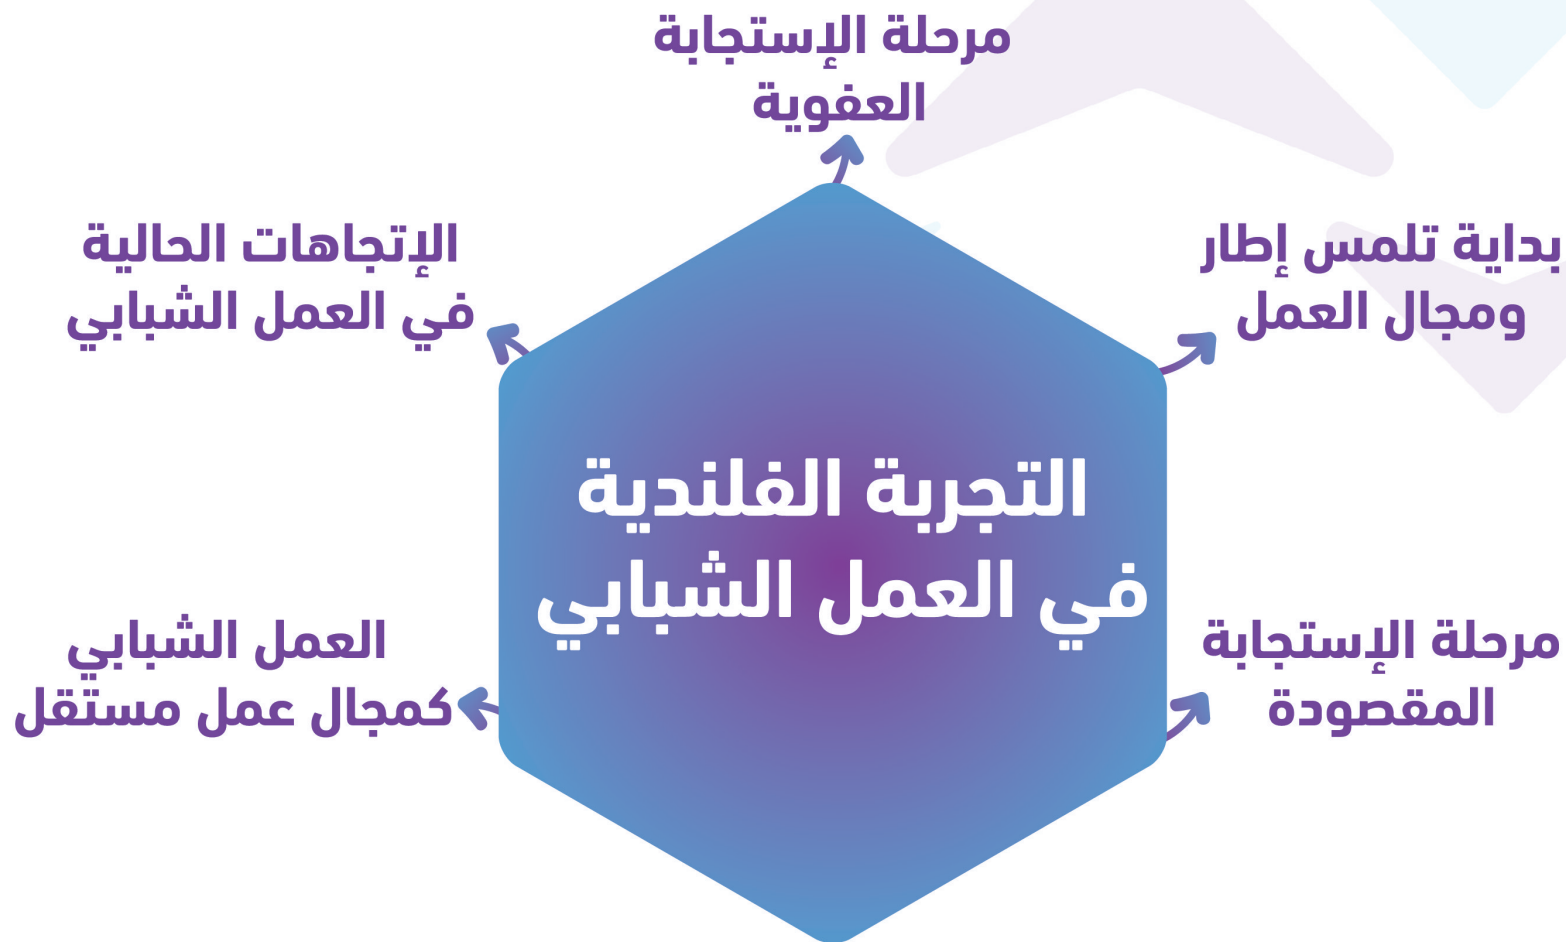 مرحلة الإستجابة
العفوية
بداية تلمس إطار
ومجال العمل
مرحلة الإستجابة
المقصودة
العمل الشبابي
كمجال عمل مستقل
الإتجاهات الحالية
في العمل الشبابي
التجربة الفلندية
في العمل الشبابي